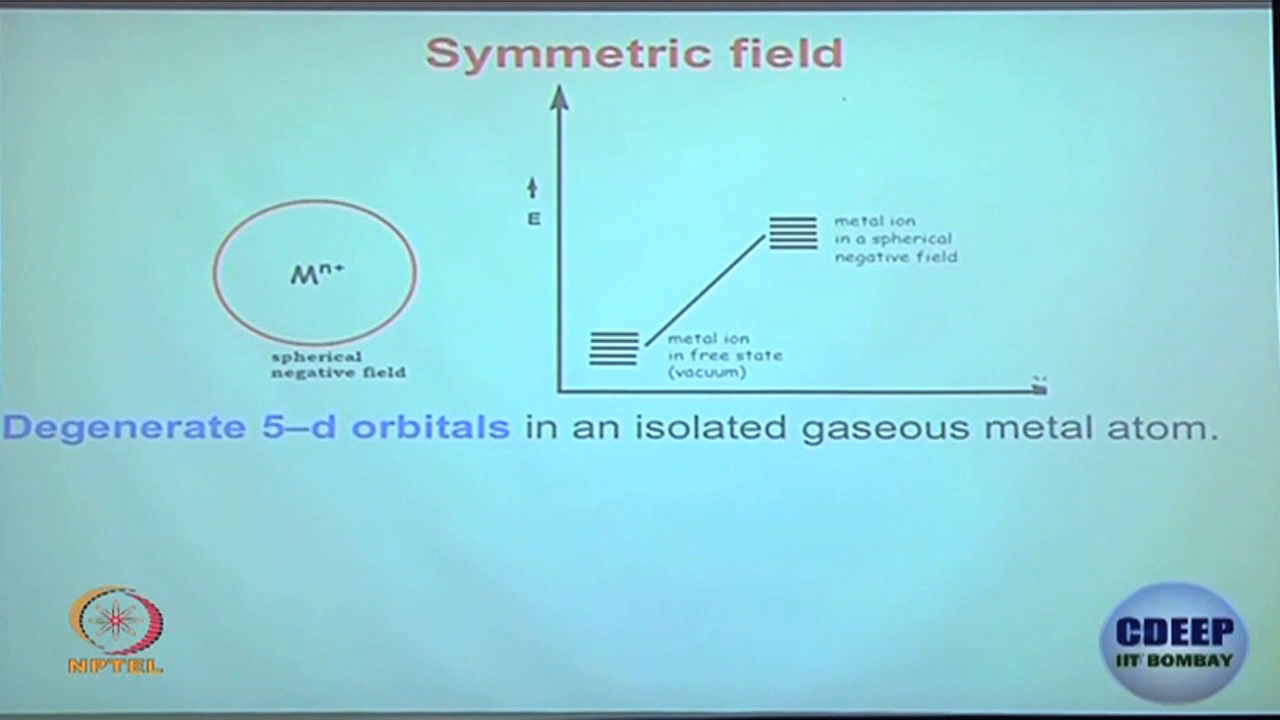 Symmetric field
E
metal ion
in a spherical
negative field
Mn+
metal ion
in free state
(vacuum)
spherical
negative field
Degenerate 5–d orbitals in an isolated gaseous metal atom.
NPTEL
CDEEP
IIT BOMBAY